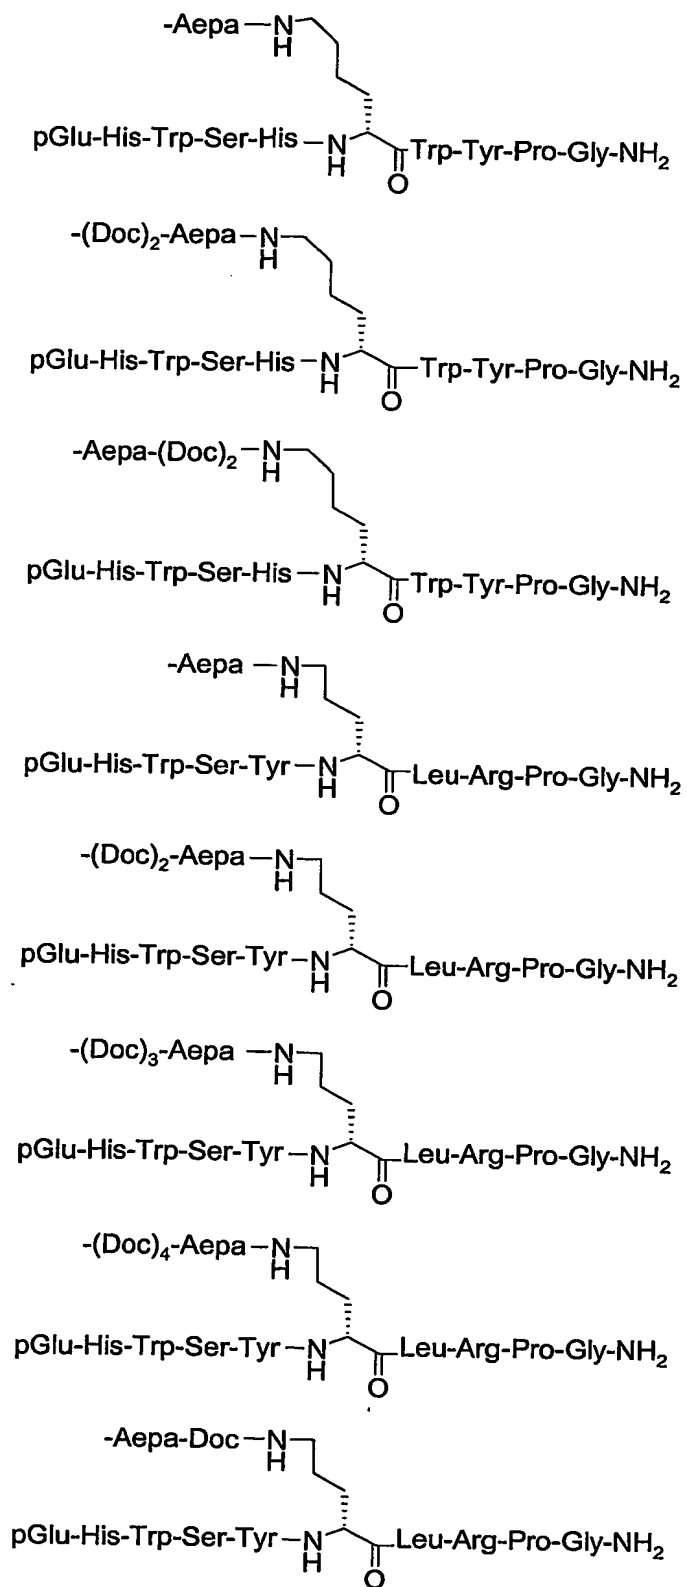 -Aepa—N
H
pGlu-His-Trp-Ser-His—N
H
O
Trp-Tyr-Pro-Gly-NH₂
-(Doc)₂-Aepa—N
H
pGlu-His-Trp-Ser-His—N
H
O
Trp-Tyr-Pro-Gly-NH₂
-Aepa-(Doc)₂—N
H
pGlu-His-Trp-Ser-His—N
H
O
Trp-Tyr-Pro-Gly-NH₂
-Aepa—N
H
pGlu-His-Trp-Ser-Tyr—N
H
O
Leu-Arg-Pro-Gly-NH₂
-(Doc)₂-Aepa—N
H
pGlu-His-Trp-Ser-Tyr—N
H
O
Leu-Arg-Pro-Gly-NH₂
-(Doc)₃-Aepa—N
H
pGlu-His-Trp-Ser-Tyr—N
H
O
Leu-Arg-Pro-Gly-NH₂
-(Doc)₄-Aepa—N
H
pGlu-His-Trp-Ser-Tyr—N
H
O
Leu-Arg-Pro-Gly-NH₂
-Aepa-Doc—N
H
pGlu-His-Trp-Ser-Tyr—N
H
O
Leu-Arg-Pro-Gly-NH₂